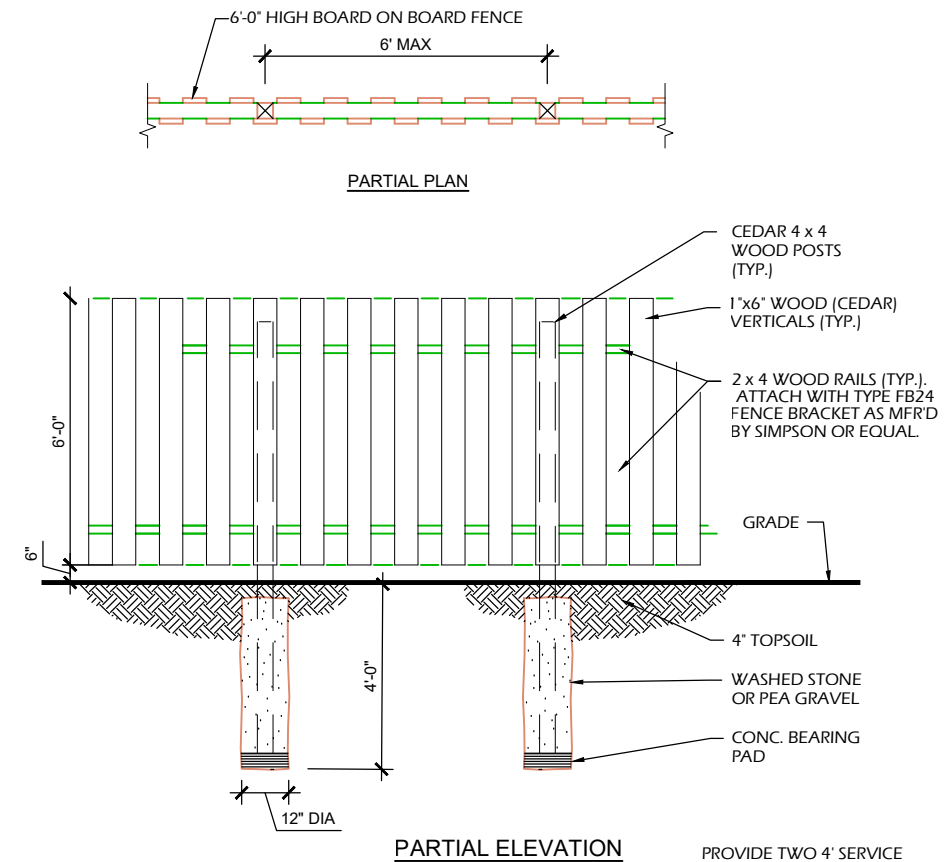 6'-0" HIGH BOARD ON BOARD FENCE
6' MAX
PARTIAL PLAN
CEDAR 4 x 4
WOOD POSTS
(TYP.)
1"x6" WOOD (CEDAR)
VERTICALS (TYP.)
2 x 4 WOOD RAILS (TYP.).
ATTACH WITH TYPE FB24
FENCE BRACKET AS MFR'D
BY SIMPSON OR EQUAL.
6'-0"
GRADE
6"
4" TOPSOIL
4'-0"
WASHED STONE
OR PEA GRAVEL
CONC. BEARING
PAD
12" DIA
PARTIAL ELEVATION
PROVIDE TWO 4' SERVICE